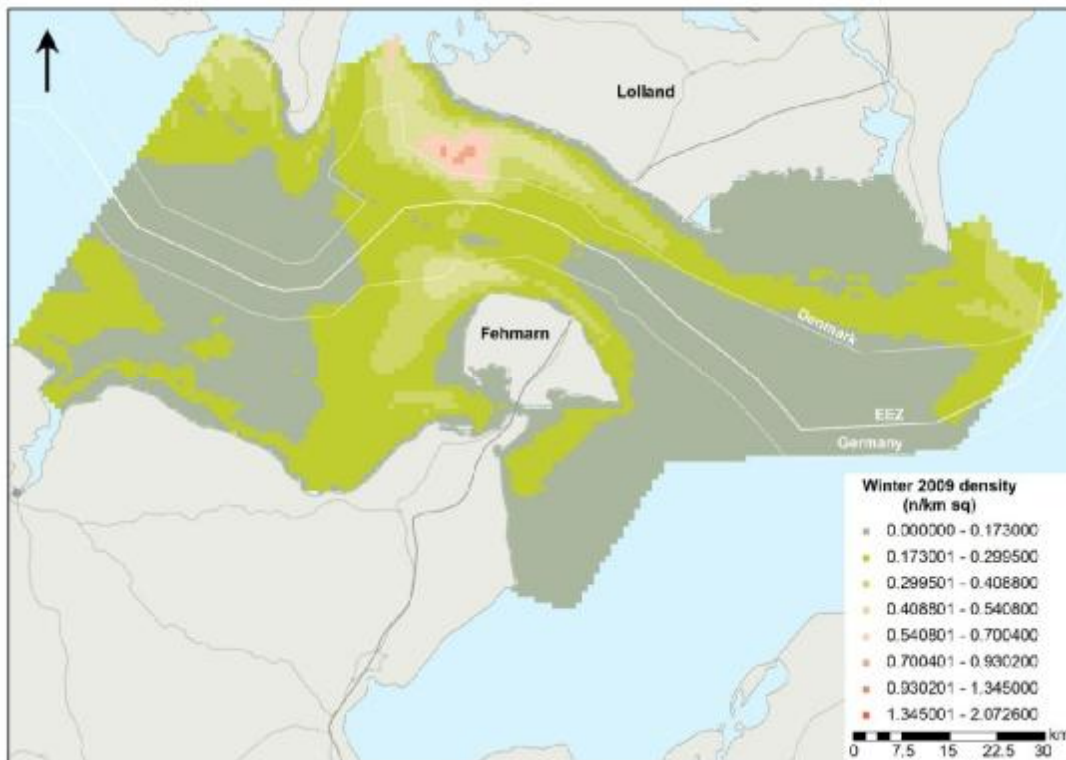 Lolland
Fehmarn
Denmark
EEZ
Germany
Winter 2009 density
(n/km sq)
0.000000 - 0.173000
0.173001 - 0.299500
0.299501 - 0.408800
0.408801 - 0.540800
0.540801 - 0.700400
0.700401 - 0.930200
0.930201 - 1.345000
1.345001 - 2.072600
km
0 7,5 15 22,5 30